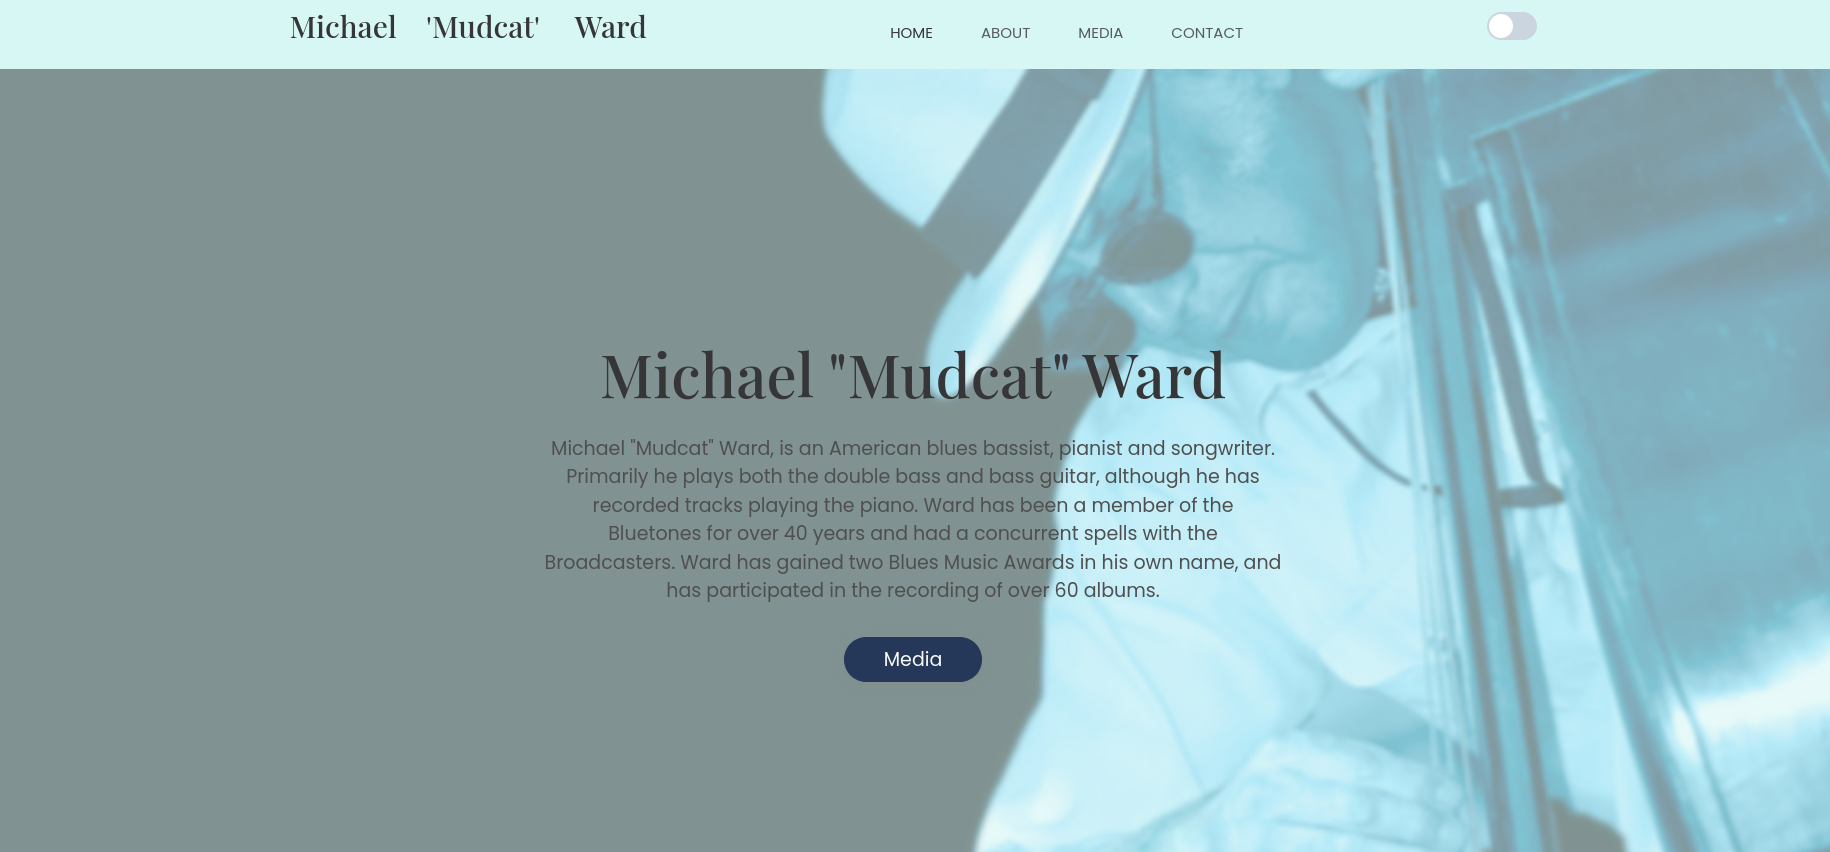 Michael 'Mudcat' Ward
HOME ABOUT MEDIA CONTACT
Michael "Mudcat" Ward
Michael "Mudcat" Ward, is an American blues bassist, pianist and songwriter.
Primarily he plays both the double bass and bass guitar, although he has
recorded tracks playing the piano. Ward has been a member of the
Bluetones for over 40 years and had a concurrent spells with the
Broadcasters. Ward has gained two Blues Music Awards in his own name, and
has participated in the recording of over 60 albums.
Media